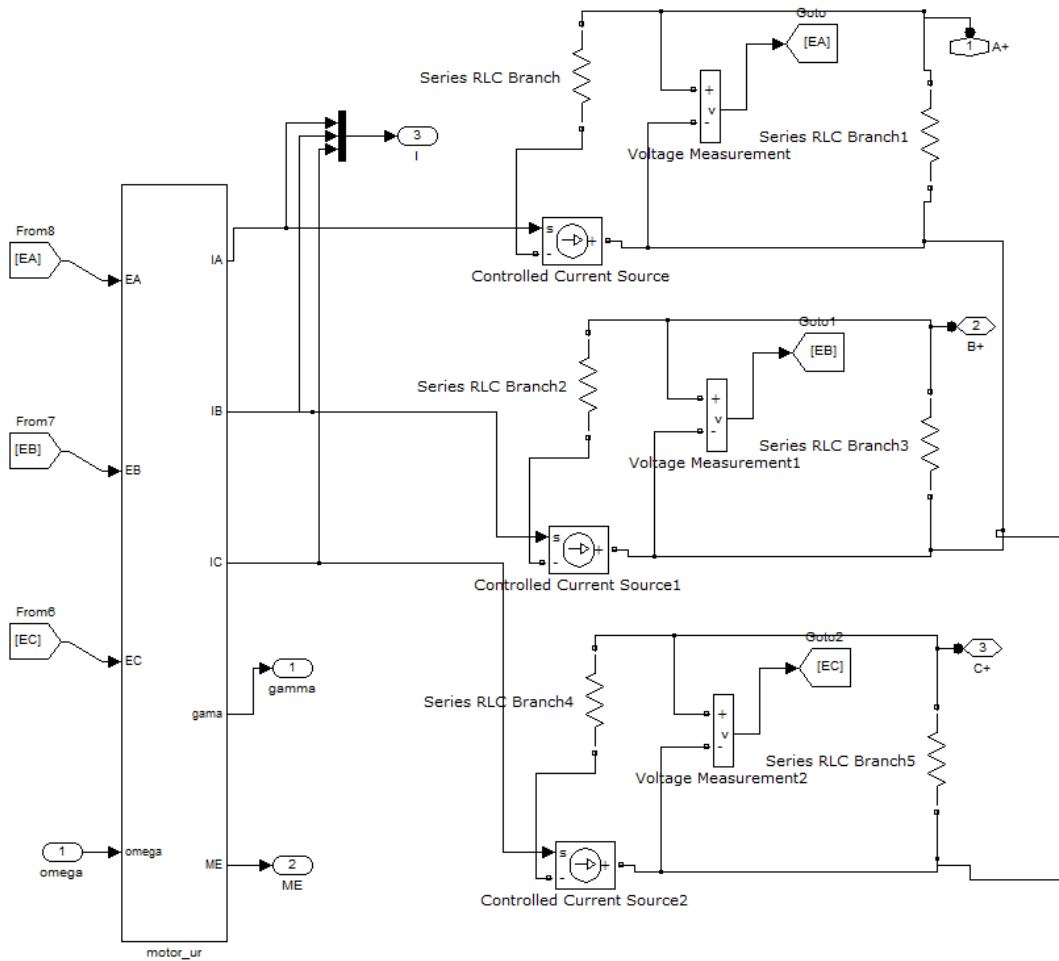 Goto
[EA]
1
A+
Series RLC Branch
+
v
-
Series RLC Branch1
Voltage Measurement
3
I
From8
[EA]
EA
IA
s
-
+
Controlled Current Source
Goto1
[EB]
2
B+
Series RLC Branch2
+
v
-
Series RLC Branch3
Voltage Measurement1
From7
[EB]
EB
IB
s
-
+
Controlled Current Source1
IC
From6
[EC]
EC
1
gamma
gama
Goto2
[EC]
3
C+
Series RLC Branch4
+
v
-
Series RLC Branch5
Voltage Measurement2
1
omega
omega
ME
2
ME
s
-
+
Controlled Current Source2
motor_ur